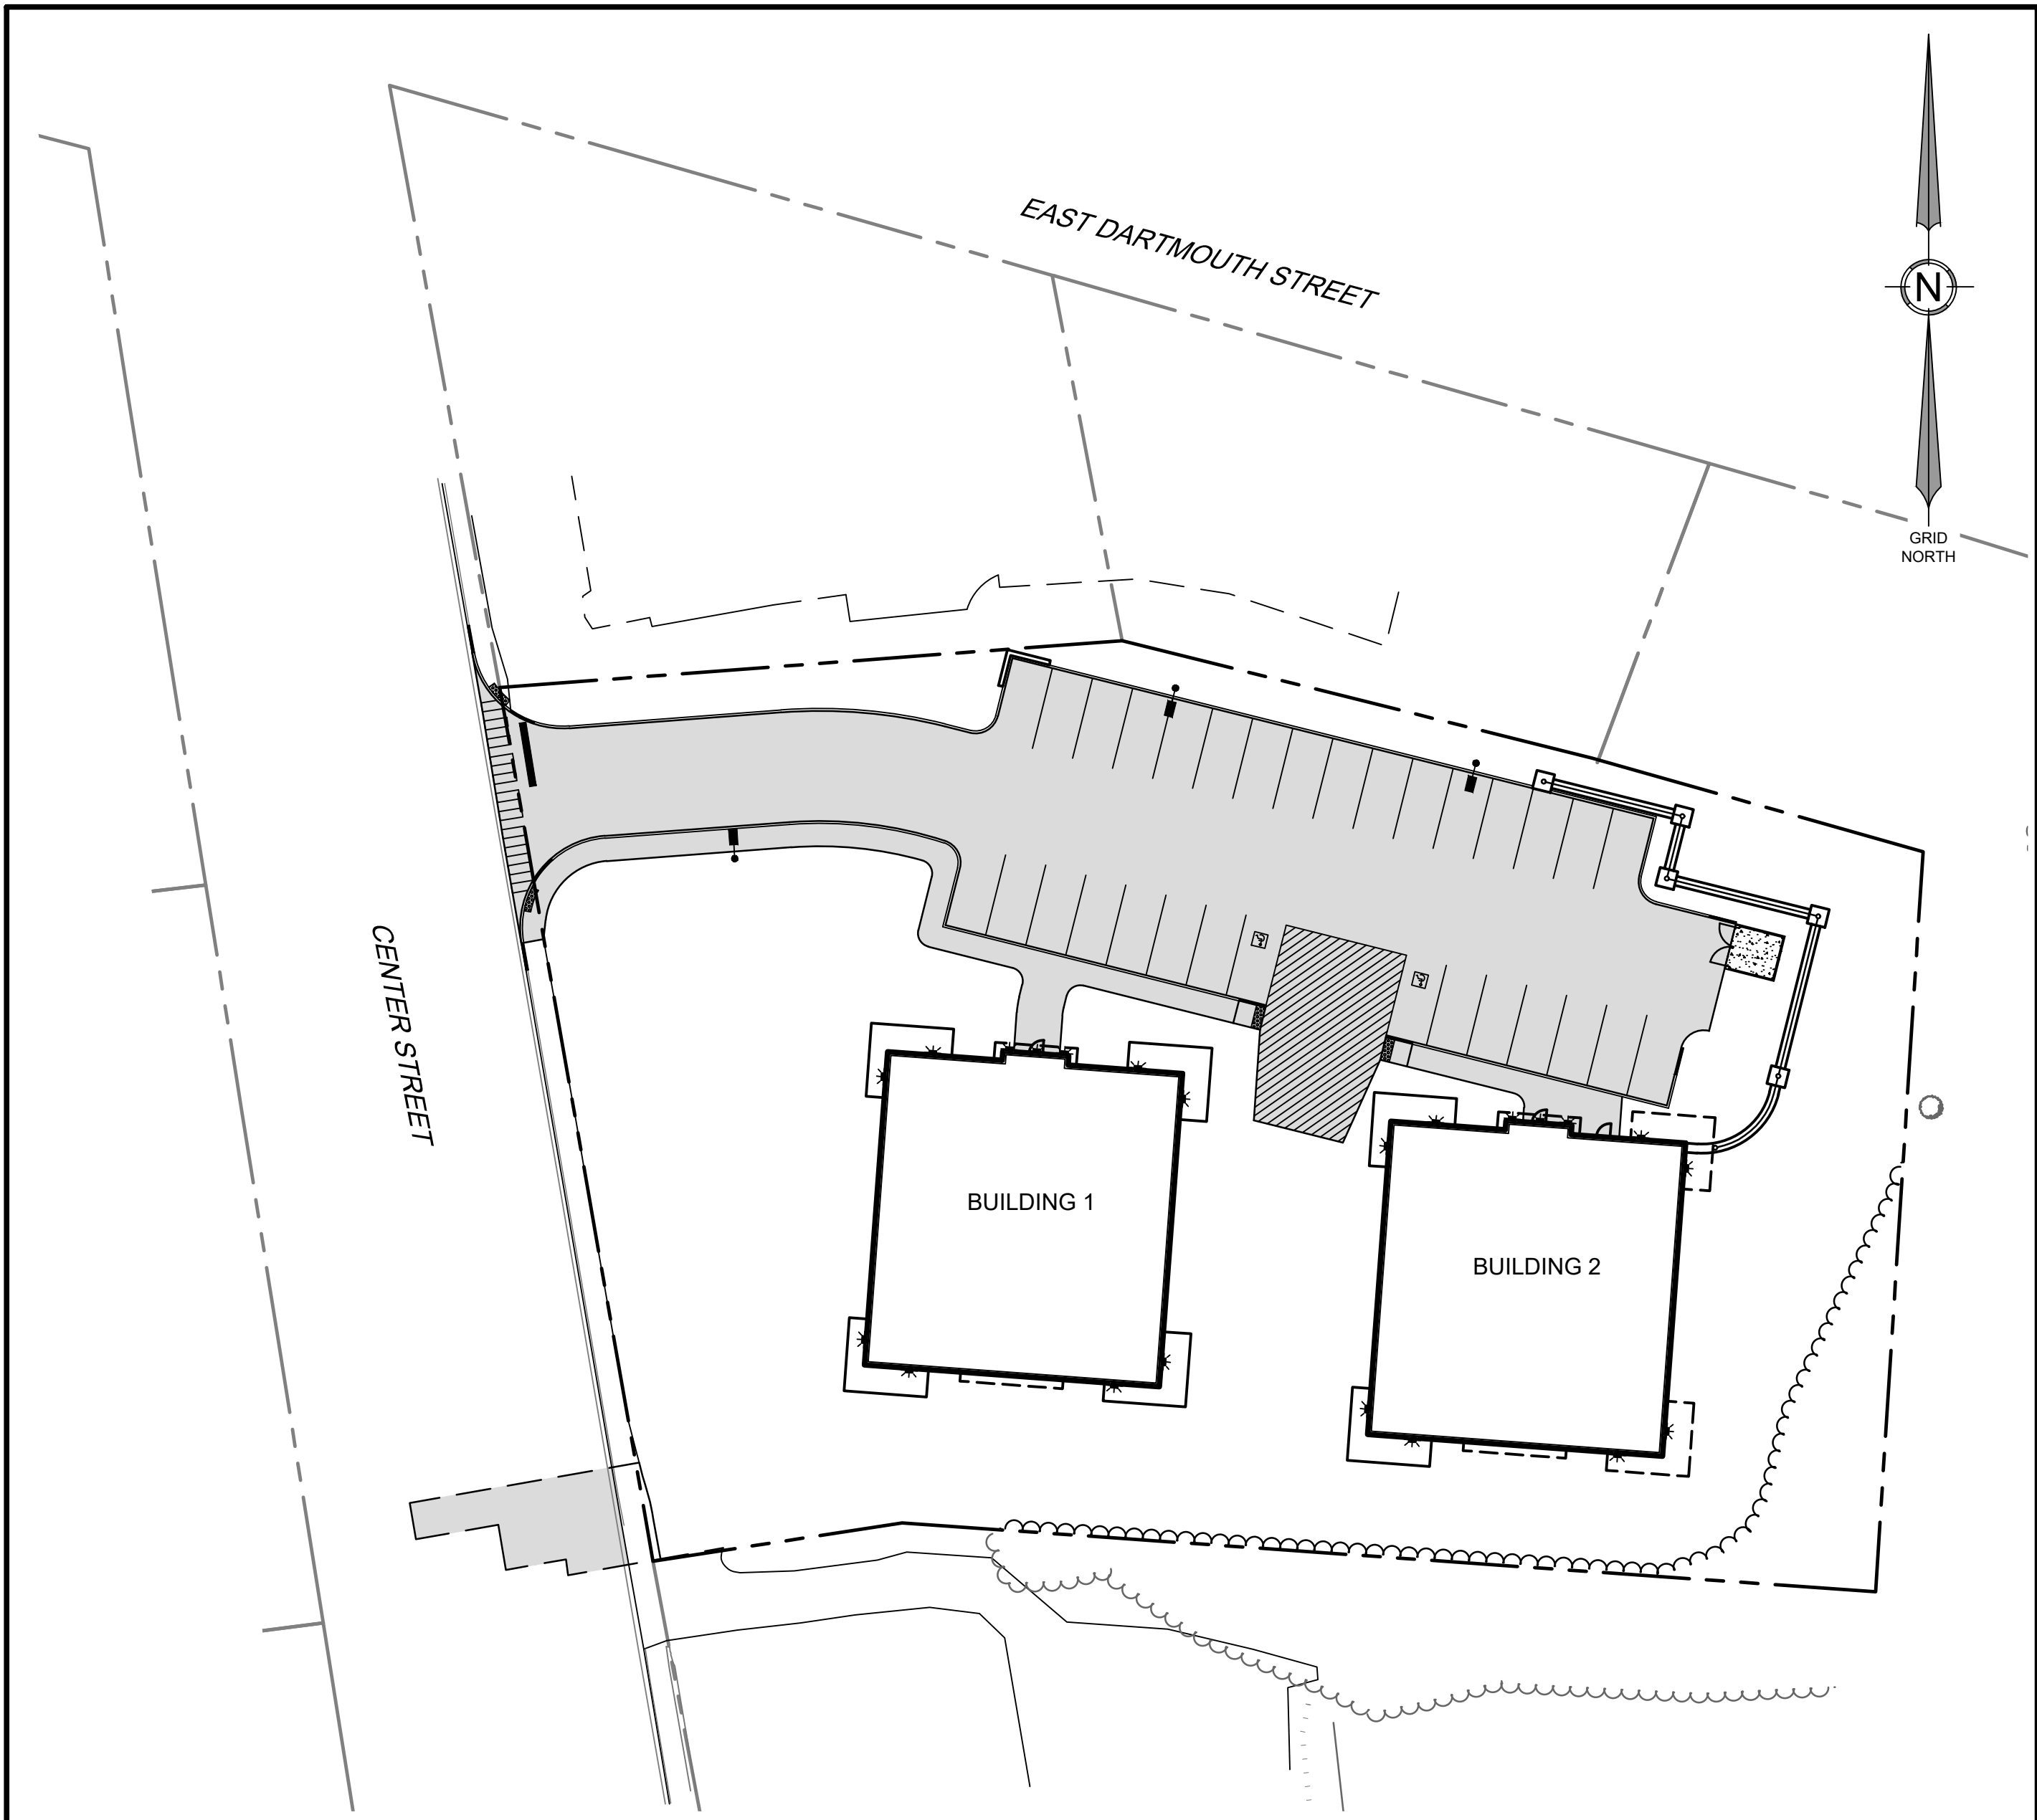 EAST DARTMOUTH STREET
N
GRID
NORTH
CENTER STREET
BUILDING 1
BUILDING 2